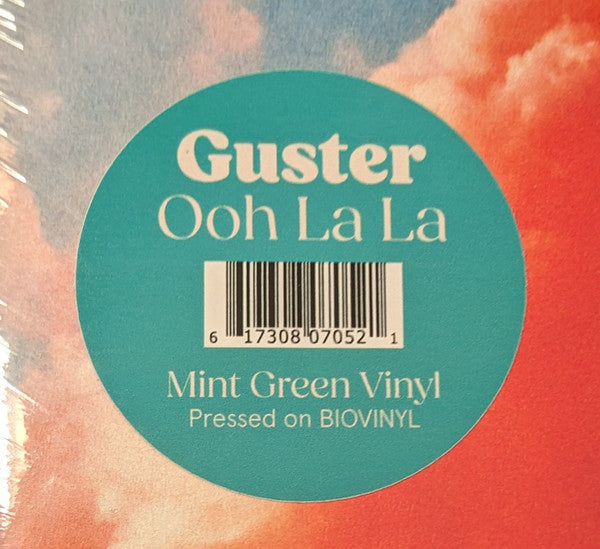 Guster
Ooh La La
6 17308 07052 1
Mint Green Vinyl
Pressed on BIOVINYL